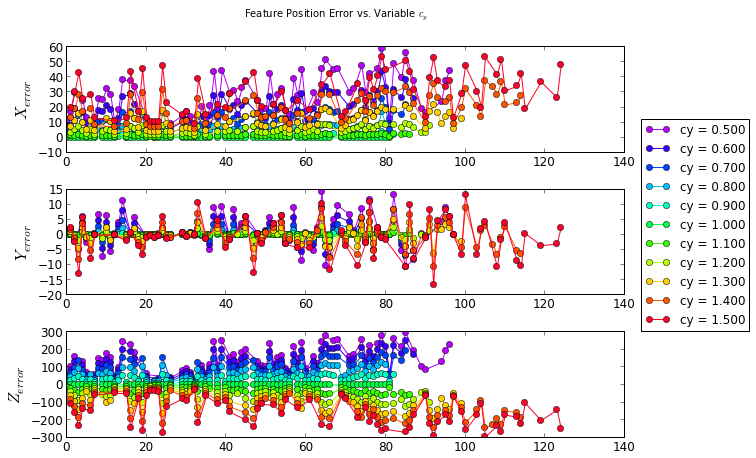 Feature Position Error vs. Variable c_y
60
50
40
30
20
10
0
−10
X_error
0 20 40 60 80 100 120 140
15
10
5
0
−5
−10
−15
−20
Y_error
0 20 40 60 80 100 120 140
300
200
100
0
−100
−200
−300
Z_error
0 20 40 60 80 100 120 140
cy = 0.500
cy = 0.600
cy = 0.700
cy = 0.800
cy = 0.900
cy = 1.000
cy = 1.100
cy = 1.200
cy = 1.300
cy = 1.400
cy = 1.500